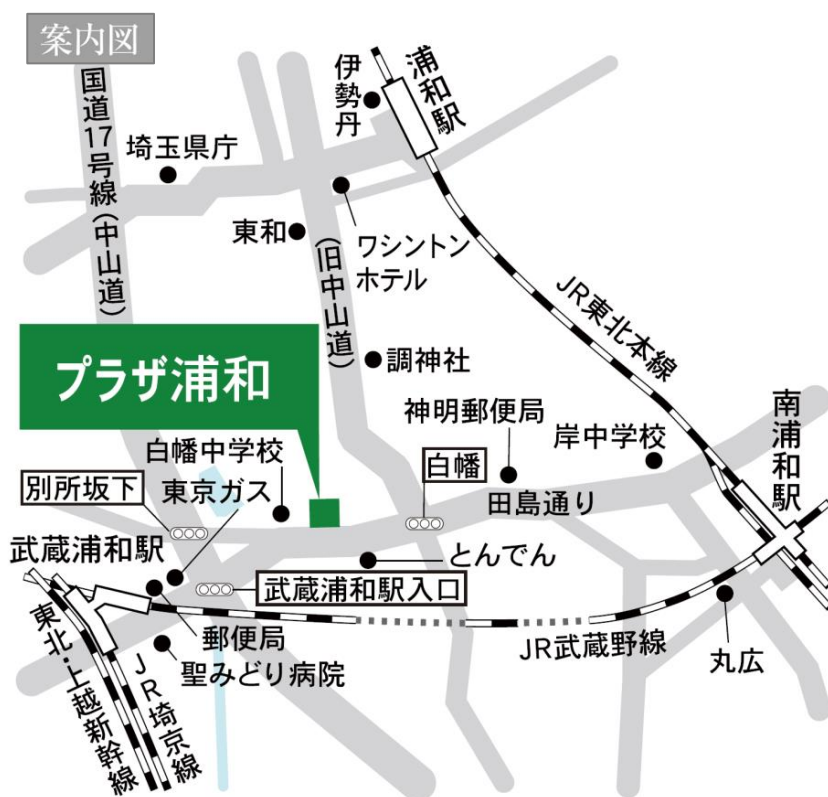 案内図
国道17号線(中山道)
伊勢丹
浦和駅
埼玉県庁
東和
ワシントン
ホテル
(旧中山道)
JR東北本線
プラザ浦和
調神社
神明郵便局
岸中学校
南浦和駅
白幡中学校
白幡
別所坂下
東京ガス
田島通り
武蔵浦和駅
とんでん
武蔵浦和駅入口
郵便局
JR武蔵野線
丸広
聖みどり病院
東北・上越新幹線
JR埼京線